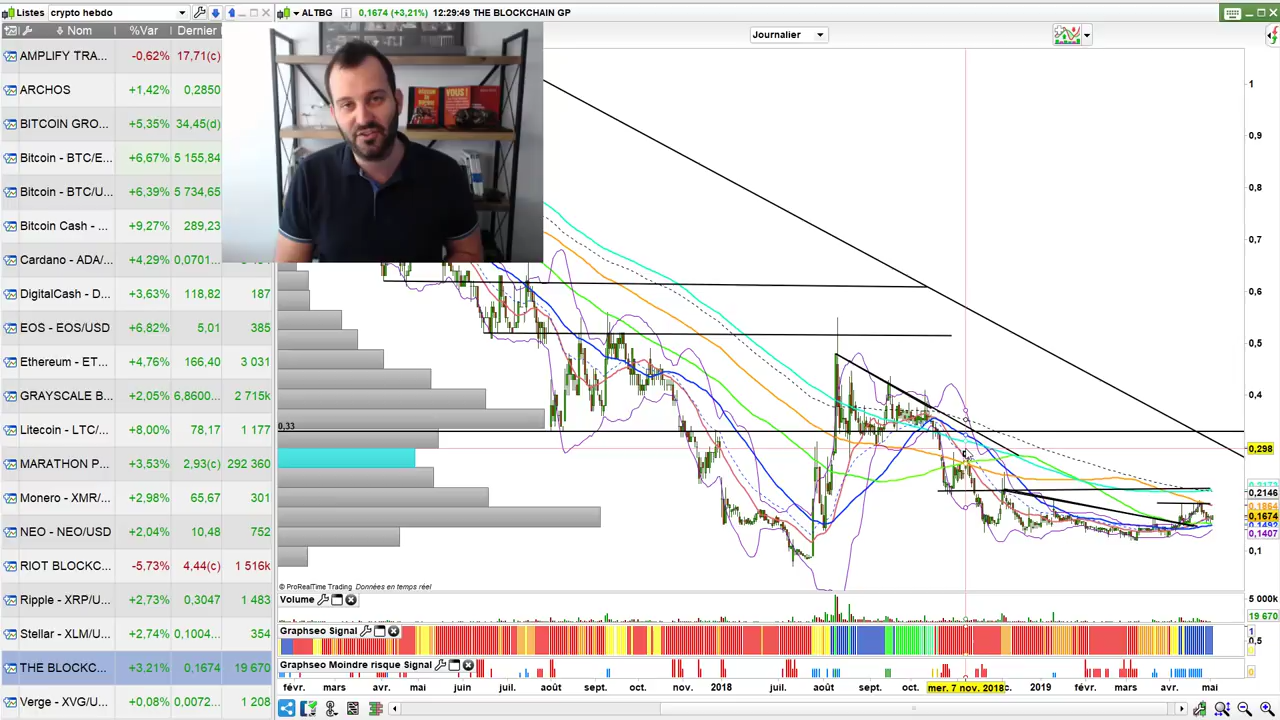 Listes crypto hebdo
Nom %Var Dernier
AMPLIFY TRA... -0,62% 17,71(c)
ARCHOS +1,42% 0,2850
BITCOIN GRO... +5,35% 34,45(d)
Bitcoin - BTC/E... +6,67% 5 155,84
Bitcoin - BTC/U... +6,39% 5 734,65
Bitcoin Cash - ... +9,27% 289,23
Cardano - ADA/... +4,29% 0,0701...
DigitalCash - D... +3,63% 118,82 187
EOS - EOS/USD +6,82% 5,01 385
Ethereum - ET... +4,76% 166,40 3 031
GRAYSCALE B... +2,05% 6,8600... 2 715k
Litecoin - LTC/... +8,00% 78,17 1 177
MARATHON P... +3,53% 2,93(c) 292 360
Monero - XMR/... +2,98% 65,67 301
NEO - NEO/USD +2,04% 10,48 752
RIOT BLOCKC... -5,73% 4,44(c) 1 516k
Ripple - XRP/U... +2,73% 0,3047 1 483
Stellar - XLM/U... +2,74% 0,1004... 354
THE BLOCKC... +3,21% 0,1674 19 670
Verge - XVG/U... +0,08% 0,0072... 1 208
ALTBG 0,1674 (+3,21%) 12:29:49 THE BLOCKCHAIN GP
Journalier
VOUS !
1
0,9
0,8
0,7
0,6
0,5
0,4
0,33
0,298
0,2146
0,1864
0,1674
0,1407
0,1
© ProRealTime Trading Données en temps réel
Volume
5 000k
19 670
Graphseo Signal
1
0,5
0
Graphseo Moindre risque Signal
0
févr. mars avr. mai juin juil. août sept. oct. nov. 2018 juil. août sept. oct. mer. 7 nov. 2018 c. 2019 févr. mars avr. mai